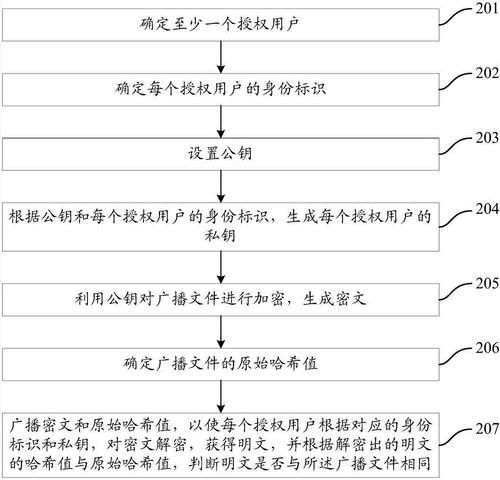 确定至少一个授权用户
201
确定每个授权用户的身份标识
202
设置公钥
203
根据公钥和每个授权用户的身份标识，生成每个授权用户的
私钥
204
利用公钥对广播文件进行加密，生成密文
205
确定广播文件的原始哈希值
206
广播密文和原始哈希值，以使每个授权用户根据对应的身份
标识和私钥，对密文解密，获得明文，并根据解密出的明文
的哈希值与原始哈希值，判断明文是否与所述广播文件相同
207